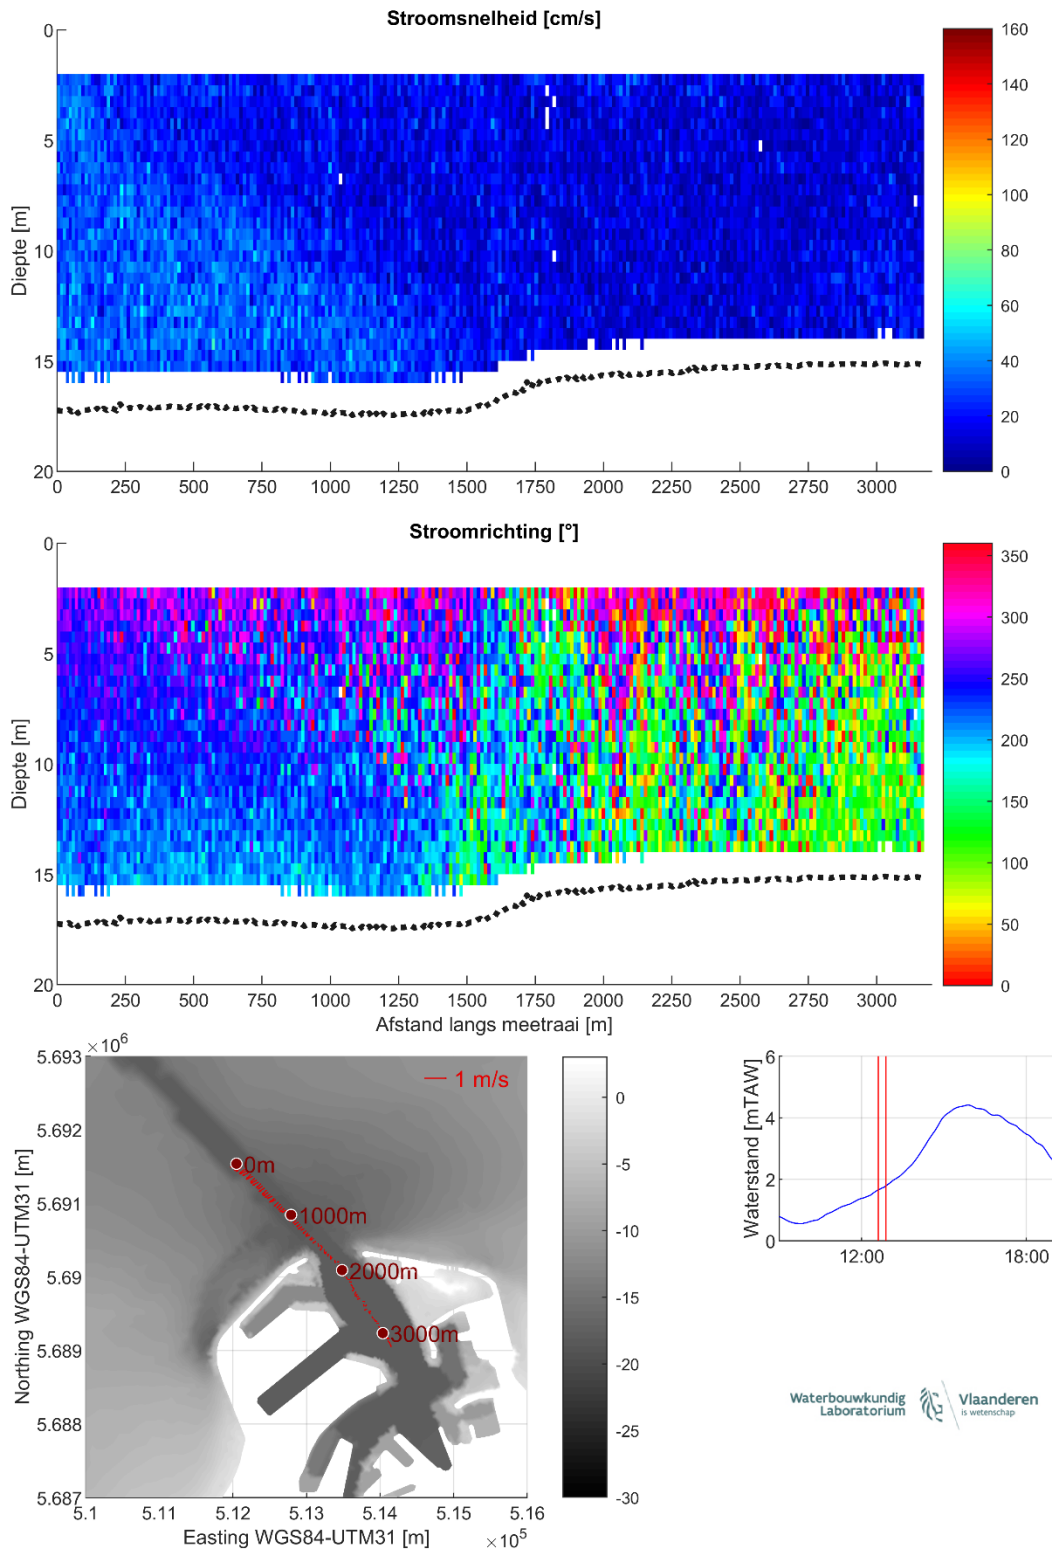 Stroomsnelheid [cm/s]
Diepte [m]
0
5
10
15
20
0 250 500 750 1000 1250 1500 1750 2000 2250 2500 2750 3000
160
140
120
100
80
60
40
20
0
Stroomrichting [°]
Diepte [m]
0
5
10
15
20
0 250 500 750 1000 1250 1500 1750 2000 2250 2500 2750 3000
Afstand langs meetraai [m]
350
300
250
200
150
100
50
0
×10⁶
Northing WGS84-UTM31 [m]
5.693
5.692
5.691
5.69
5.689
5.688
5.687
1 m/s
0m
1000m
2000m
3000m
5.1 5.11 5.12 5.13 5.14 5.15 5.16
Easting WGS84-UTM31 [m]
×10⁵
0
-5
-10
-15
-20
-25
-30
Waterstand [mTAW]
6
4
2
0
12:00 18:00
Waterbouwkundig
Laboratorium
Vlaanderen
is wetenschap